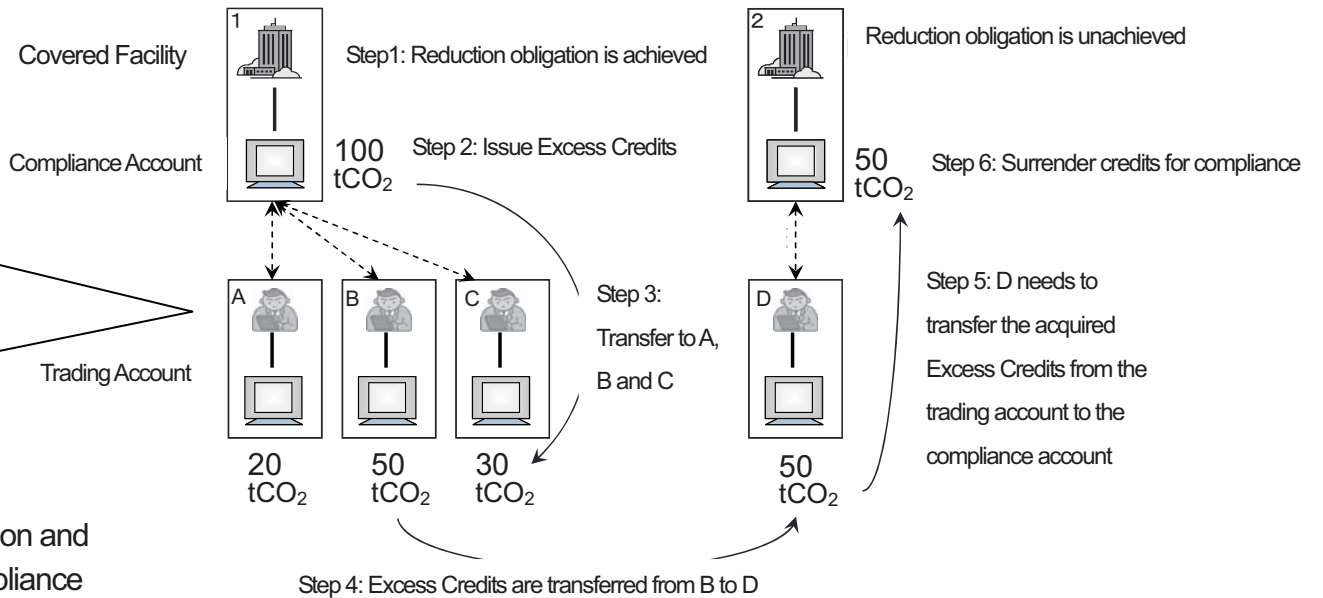 1
2
Covered Facility
Step1: Reduction obligation is achieved
Reduction obligation is unachieved
Compliance Account
100
tCO₂
Step 2: Issue Excess Credits
50
tCO₂
Step 6: Surrender credits for compliance
A
B
C
D
Step 3:
Transfer to A,
B and C
Step 5: D needs to
transfer the acquired
Excess Credits from the
trading account to the
compliance account
Trading Account
20
tCO₂
50
tCO₂
30
tCO₂
50
tCO₂
on and
Step 4: Excess Credits are transferred from B to D